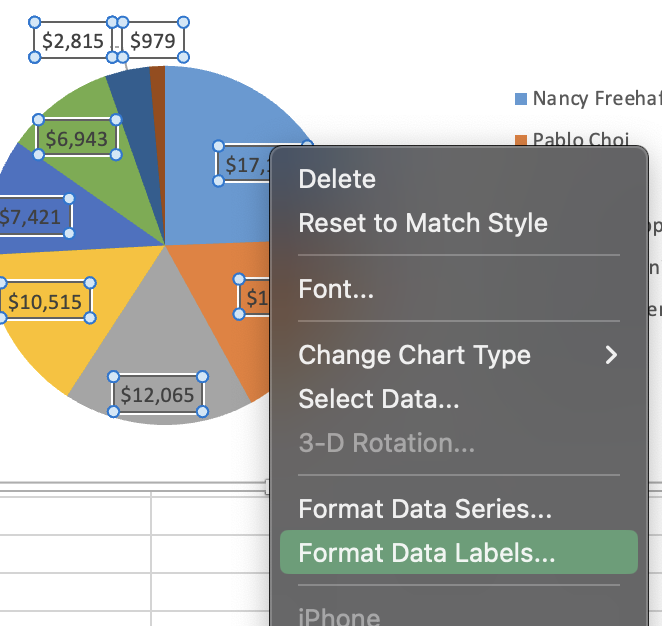 $2,815
$979
Nancy
$6,943
Pablo Choi
Delete
Reset to Match Style
$7,421
Font...
$10,515
Change Chart Type
Select Data...
$12,065
3-D Rotation...
Format Data Series...
Format Data Labels...
iPhone